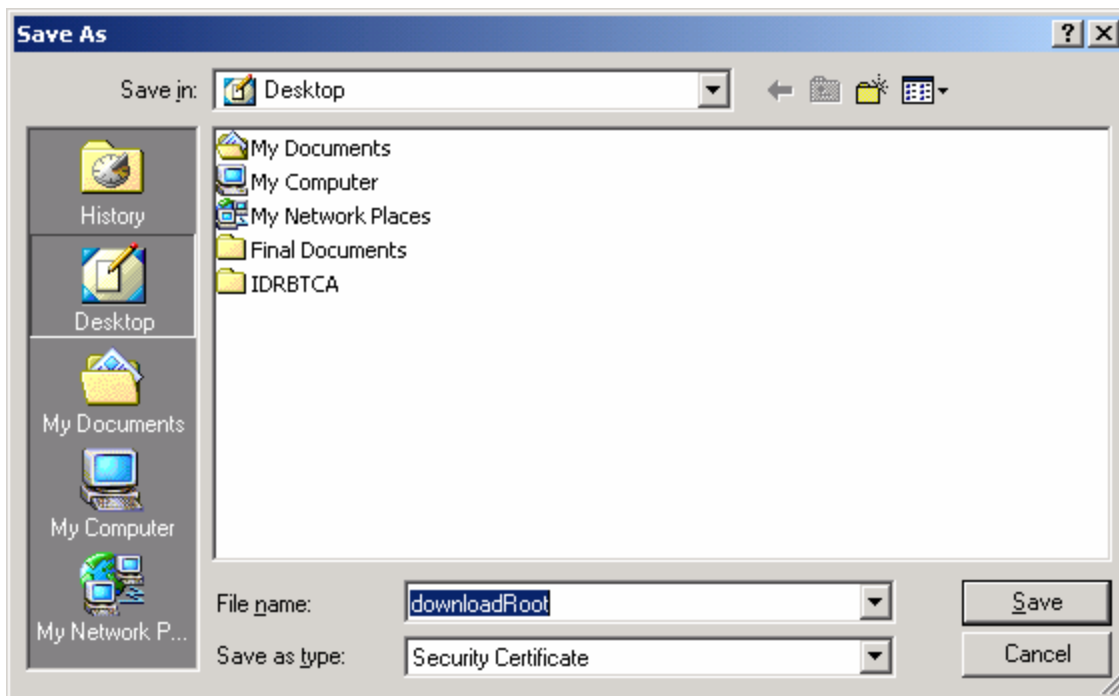 Save As
Save in:
Desktop
History
Desktop
My Documents
My Computer
My Network P...
My Documents
My Computer
My Network Places
Final Documents
IDRBTCA
File name:
downloadRoot
Save
Save as type:
Security Certificate
Cancel